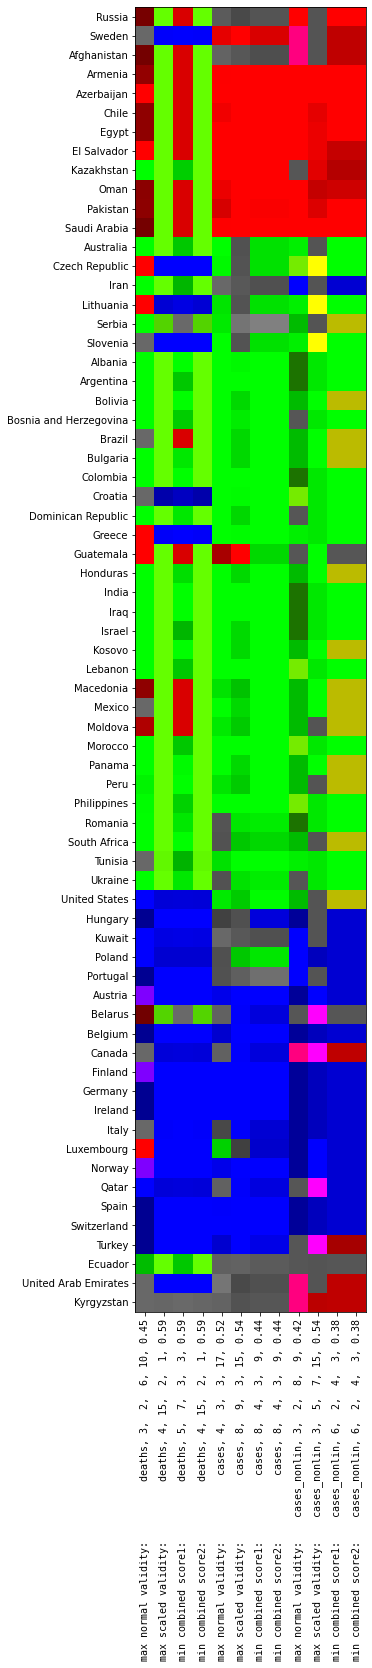 Russia
Sweden
Afghanistan
Armenia
Azerbaijan
Chile
Egypt
El Salvador
Kazakhstan
Oman
Pakistan
Saudi Arabia
Australia
Czech Republic
Iran
Lithuania
Serbia
Slovenia
Albania
Argentina
Bolivia
Bosnia and Herzegovina
Brazil
Bulgaria
Colombia
Croatia
Dominican Republic
Greece
Guatemala
Honduras
India
Iraq
Israel
Kosovo
Lebanon
Macedonia
Mexico
Moldova
Morocco
Panama
Peru
Philippines
Romania
South Africa
Tunisia
Ukraine
United States
Hungary
Kuwait
Poland
Portugal
Austria
Belarus
Belgium
Canada
Finland
Germany
Ireland
Italy
Luxembourg
Norway
Qatar
Spain
Switzerland
Turkey
Ecuador
United Arab Emirates
Kyrgyzstan
max normal validity: deaths, 3, 2, 6, 10, 0.45
max scaled validity: deaths, 4, 15, 2, 1, 0.59
min combined score1: deaths, 5, 7, 3, 3, 0.59
min combined score2: deaths, 4, 15, 2, 1, 0.59
max normal validity: cases, 4, 3, 3, 17, 0.52
max scaled validity: cases, 8, 9, 3, 15, 0.54
min combined score1: cases, 8, 4, 3, 9, 0.44
min combined score2: cases, 8, 4, 3, 9, 0.44
max normal validity: cases_nonlin, 3, 2, 8, 9, 0.42
max scaled validity: cases_nonlin, 3, 5, 7, 15, 0.54
min combined score1: cases_nonlin, 6, 2, 4, 3, 0.38
min combined score2: cases_nonlin, 6, 2, 4, 3, 0.38